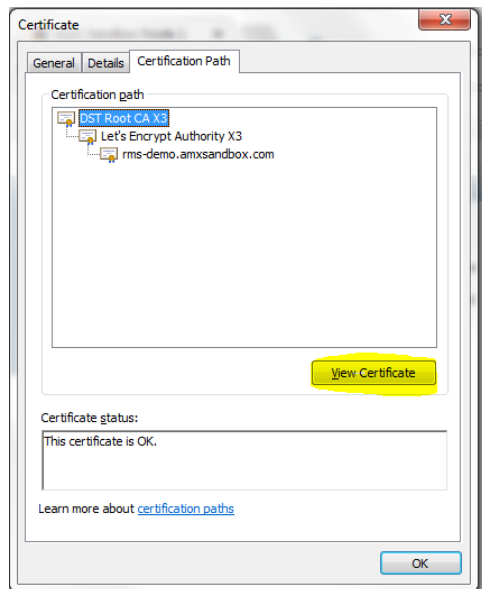 Certificate
General Details Certification Path
Certification path
DST Root CA X3
Let's Encrypt Authority X3
rms-demo.amxsandbox.com
View Certificate
Certificate status:
This certificate is OK.
Learn more about certification paths
OK